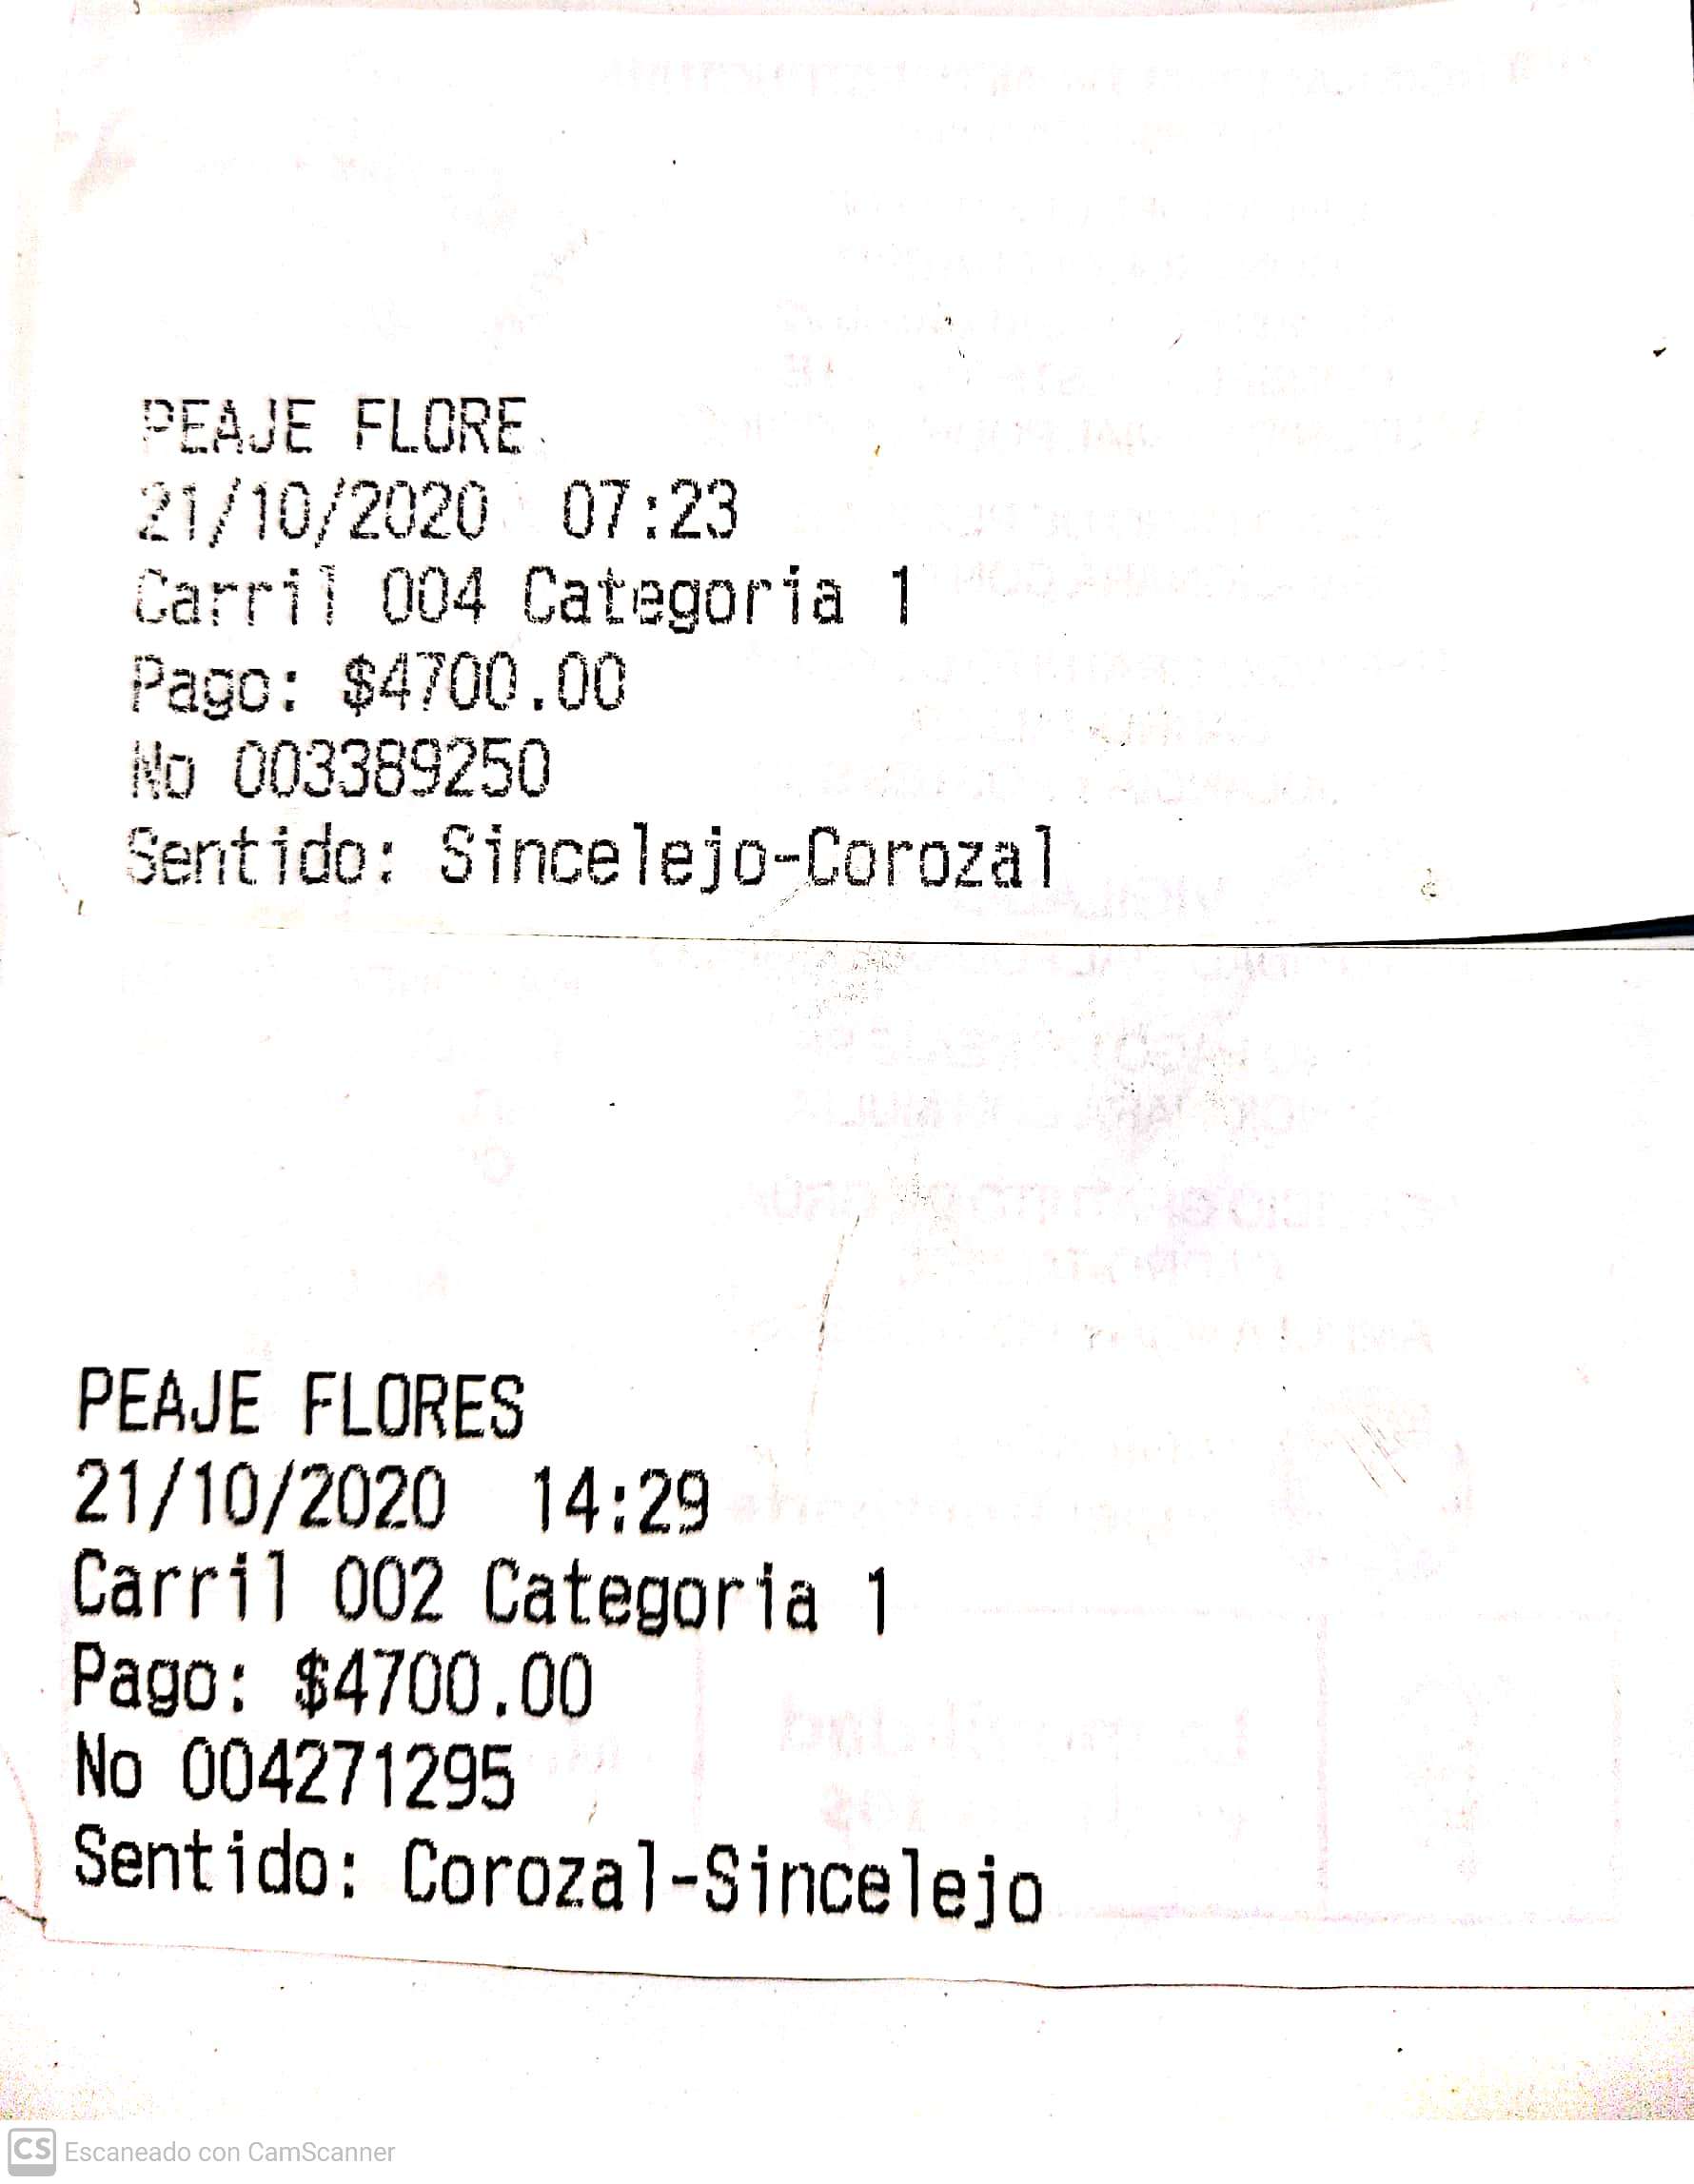 PEAJE FLORE
21/10/2020 07:23
Carril 004 Categoria 1
Pago: $4700.00
No 003389250
Sentido: Sincelejo-Corozal
PEAJE FLORES
21/10/2020 14:29
Carril 002 Categoria 1
Pago: $4700.00
No 004271295
Sentido: Corozal-Sincelejo
CS Escaneado con CamScanner